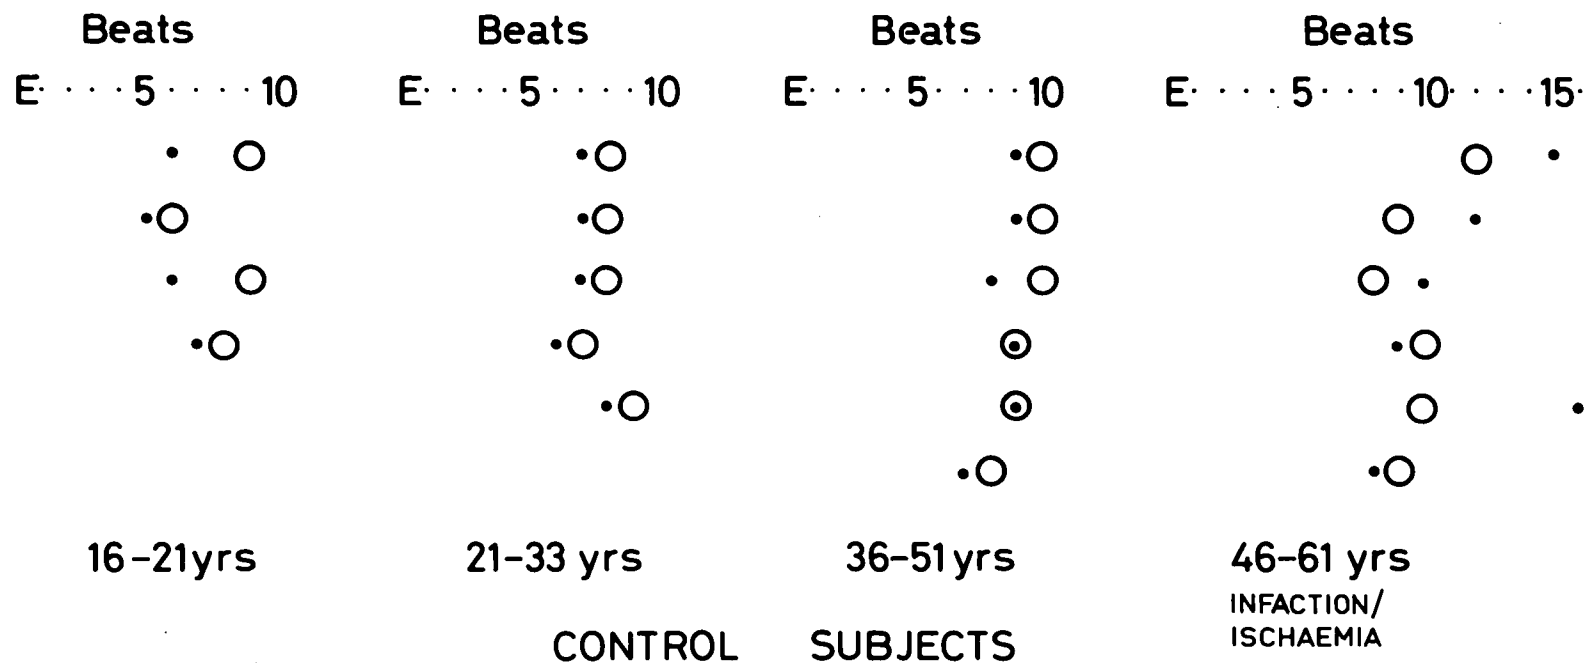 Beats Beats Beats Beats
E · · · · 5 · · · · 10 E · · · · 5 · · · · 10 E · · · · 5 · · · · 10 E · · · · 5 · · · · 10 · · · · 15 ·
16-21yrs 21-33 yrs 36-51yrs 46-61 yrs
INFACTION/
ISCHAEMIA
CONTROL SUBJECTS